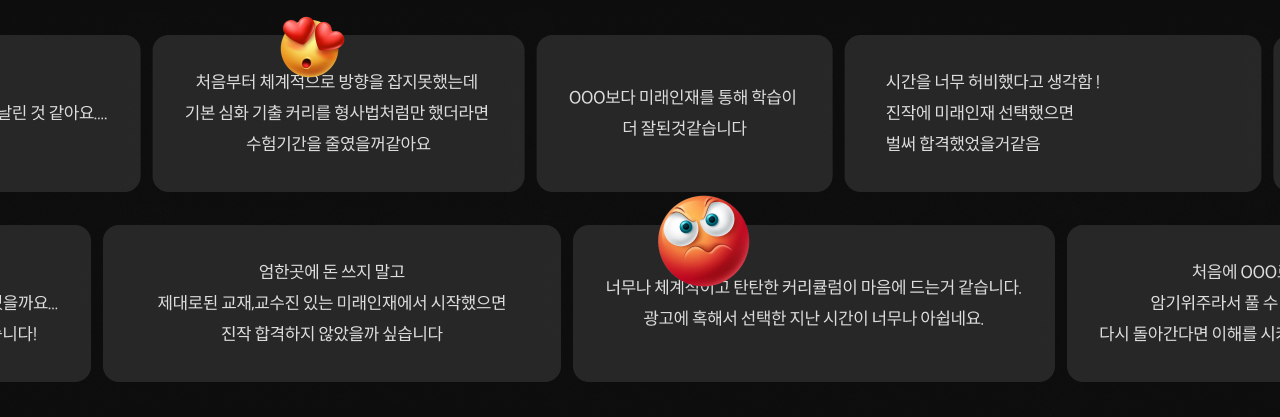 날린 것 같아요....
처음부터 체계적으로 방향을 잡지못했는데
기본 심화 기출 커리를 형사법처럼만 했더라면
수험기간을 줄였을꺼같아요
OOO보다 미래인재를 통해 학습이
더 잘된것같습니다
시간을 너무 허비했다고 생각함 !
진작에 미래인재 선택했으면
벌써 합격했었을거같음
을까요...
니다!
엄한곳에 돈 쓰지 말고
제대로된 교재,교수진 있는 미래인재에서 시작했으면
진작 합격하지 않았을까 싶습니다
너무나 체계적이고 탄탄한 커리큘럼이 마음에 드는거 같습니다.
광고에 혹해서 선택한 지난 시간이 너무나 아쉽네요.
처음에 OOO
암기위주라서 풀 수
다시 돌아간다면 이해를